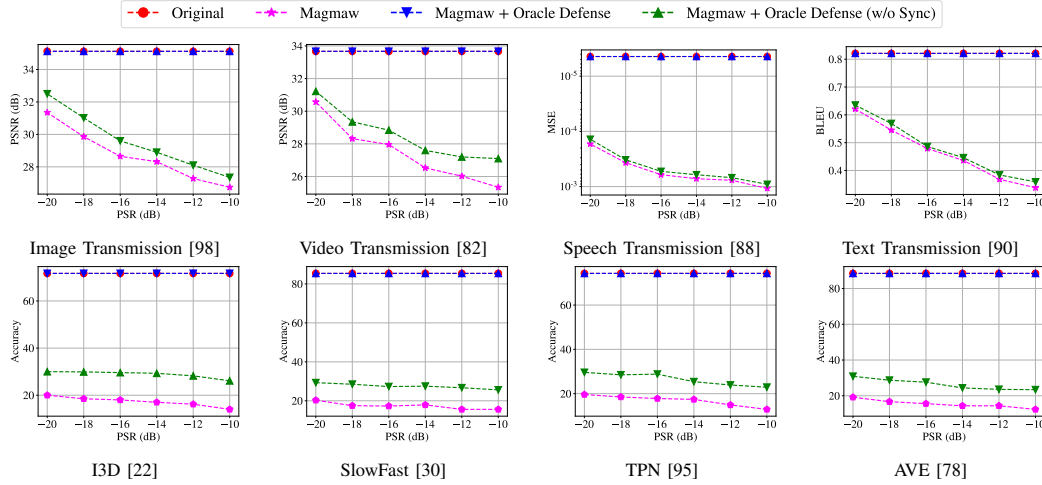 Original Magmaw Magmaw + Oracle Defense Magmaw + Oracle Defense (w/o Sync)
34 32 30 28
PSNR (dB)
−20 −18 −16 −14 −12 −10
PSR (dB)
34 32 30 28 26
PSNR (dB)
−20 −18 −16 −14 −12 −10
PSR (dB)
10⁻⁵ 10⁻⁴ 10⁻³
MSE
−20 −18 −16 −14 −12 −10
PSR (dB)
0.8 0.7 0.6 0.5 0.4
BLEU
−20 −18 −16 −14 −12 −10
PSR (dB)
Image Transmission [98] Video Transmission [82] Speech Transmission [88] Text Transmission [90]
60 40 20
Accuracy
−20 −18 −16 −14 −12 −10
PSR (dB)
80 60 40 20
Accuracy
−20 −18 −16 −14 −12 −10
PSR (dB)
60 40 20
Accuracy
−20 −18 −16 −14 −12 −10
PSR (dB)
80 60 40 20
Accuracy
−20 −18 −16 −14 −12 −10
PSR (dB)
I3D [22] SlowFast [30] TPN [95] AVE [78]